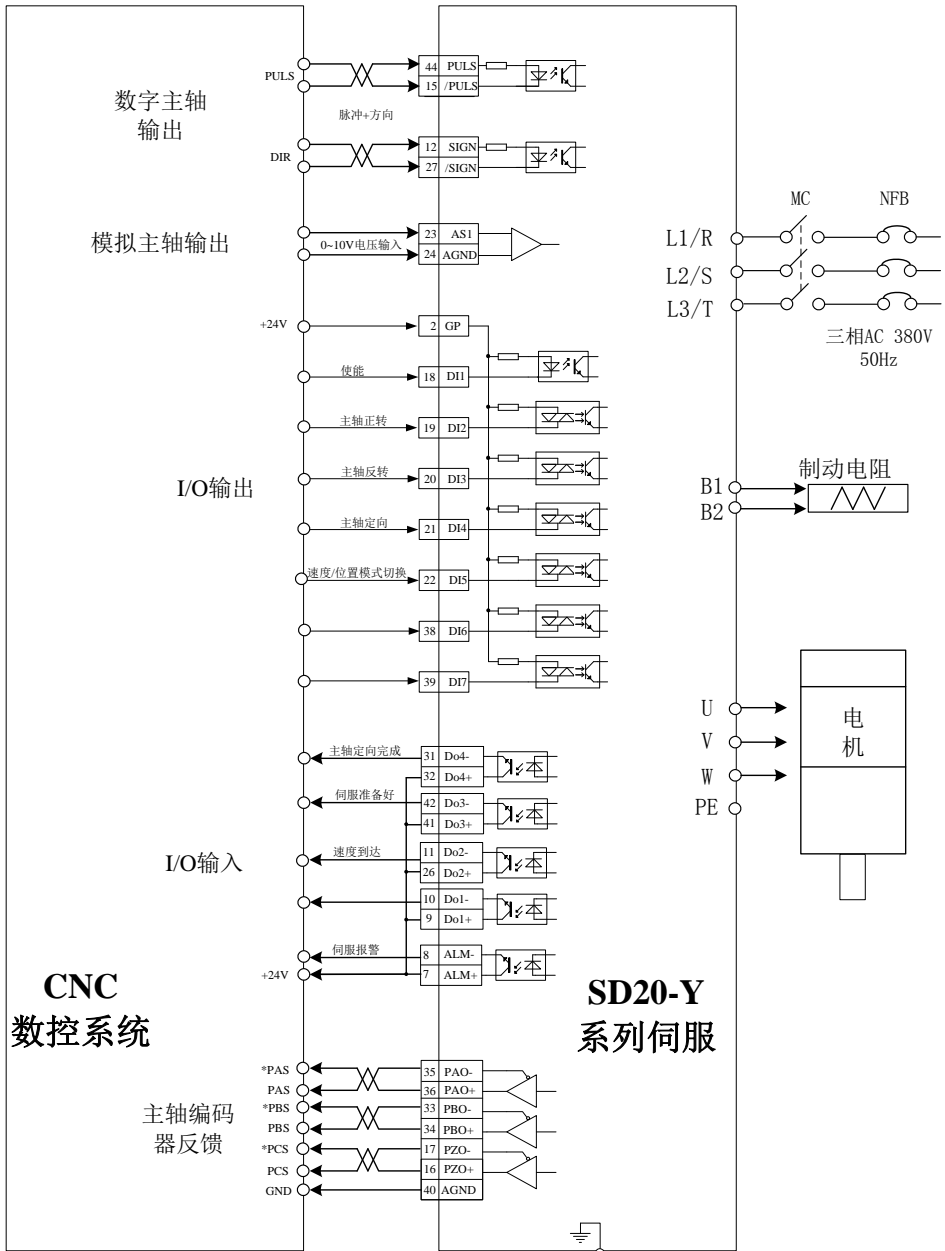 PULS
44 PULS
15 /PULS
数字主轴
输出
脉冲+方向
DIR
12 SIGN
27 /SIGN
模拟主轴输出
0~10V电压输入
23 AS1
24 AGND
MC NFB
L1/R
L2/S
L3/T
三相AC 380V
50Hz
+24V
2 GP
使能
18 DI1
主轴正转
19 DI2
主轴反转
20 DI3
I/O输出
主轴定向
21 DI4
速度/位置模式切换
22 DI5
38 DI6
39 DI7
制动电阻
B1
B2
U
V
W
PE
电
机
主轴定向完成
31 Do4-
32 Do4+
伺服准备好
42 Do3-
41 Do3+
I/O输入
速度到达
11 Do2-
26 Do2+
10 Do1-
9 Do1+
伺服报警
8 ALM-
+24V
7 ALM+
CNC
数控系统
SD20-Y
系列伺服
*PAS
35 PAO-
PAS
36 PAO+
*PBS
33 PBO-
PBS
34 PBO+
*PCS
17 PZO-
PCS
16 PZO+
GND
40 AGND
主轴编码
器反馈